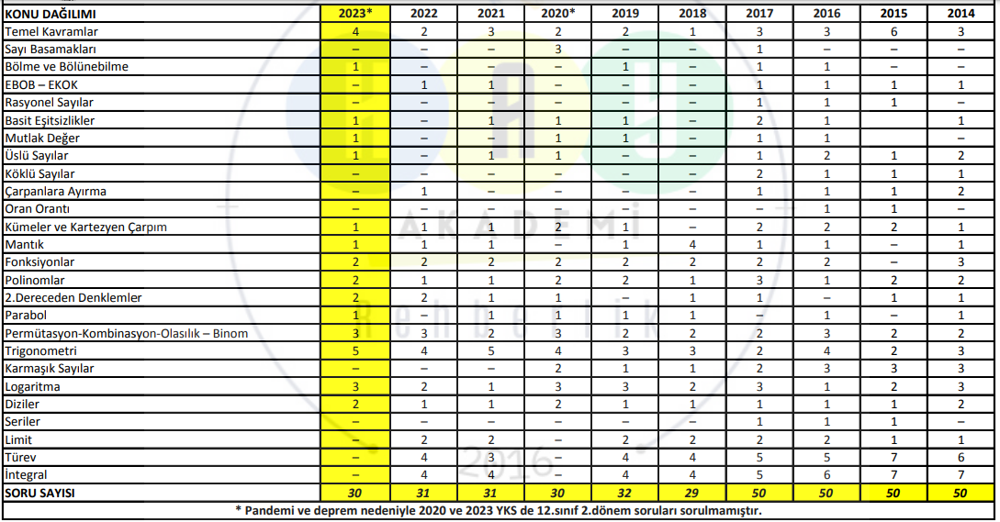 KONU DAĞILIMI 2023* 2022 2021 2020* 2019 2018 2017 2016 2015 2014
Temel Kavramlar 4 2 3 2 2 1 3 3 6 3
Sayı Basamakları – – – 3 – – 1 – – –
Bölme ve Bölünebilme 1 – – – 1 – 1 1 – –
EBOB – EKOK – 1 1 – – – 1 1 1 1
Rasyonel Sayılar – – – – – – 1 1 1 –
Basit Eşitsizlikler 1 – 1 1 1 – 2 1 1
Mutlak Değer 1 – – 1 1 – 1 1 –
Üslü Sayılar 1 – 1 1 – – 1 2 1 2
Köklü Sayılar – – – – – – 2 1 1 1
Çarpanlara Ayırma – 1 – – – – 1 1 1 2
Oran Orantı – – – – – – – 1 1 –
Kümeler ve Kartezyen Çarpım 1 1 1 2 1 – 2 2 2 1
Mantık 1 1 1 – 1 4 1 1 – 1
Fonksiyonlar 2 2 2 2 2 2 2 2 – 3
Polinomlar 2 1 1 2 2 1 3 1 2 2
2.Dereceden Denklemler 2 2 1 1 – 1 1 – 1 1
Parabol 1 – 1 1 1 1 – 1 – 1
Permütasyon-Kombinasyon-Olasılık – Binom 3 3 2 3 2 2 2 3 2 2
Trigonometri 5 4 5 4 3 3 2 4 2 3
Karmaşık Sayılar – – – 2 1 1 2 3 3 3
Logaritma 3 2 1 3 3 2 3 1 2 3
Diziler 2 1 1 2 1 1 1 1 1 2
Seriler – – – – – – 1 1 1 –
Limit – 2 2 – 2 2 2 2 1 1
Türev – 4 3 – 4 4 5 5 7 6
İntegral – 4 4 – 4 4 5 6 7 7
SORU SAYISI 30 31 31 30 32 29 50 50 50 50
* Pandemi ve deprem nedeniyle 2020 ve 2023 YKS de 12.sınıf 2.dönem soruları sorulmamıştır.
AKADEMİ
Rehberlik
2016